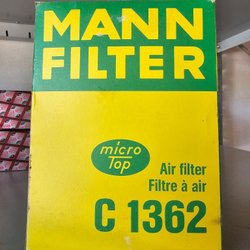 MANN
FILTER
micro
Top
Air filter
Filtre à air
C 1362